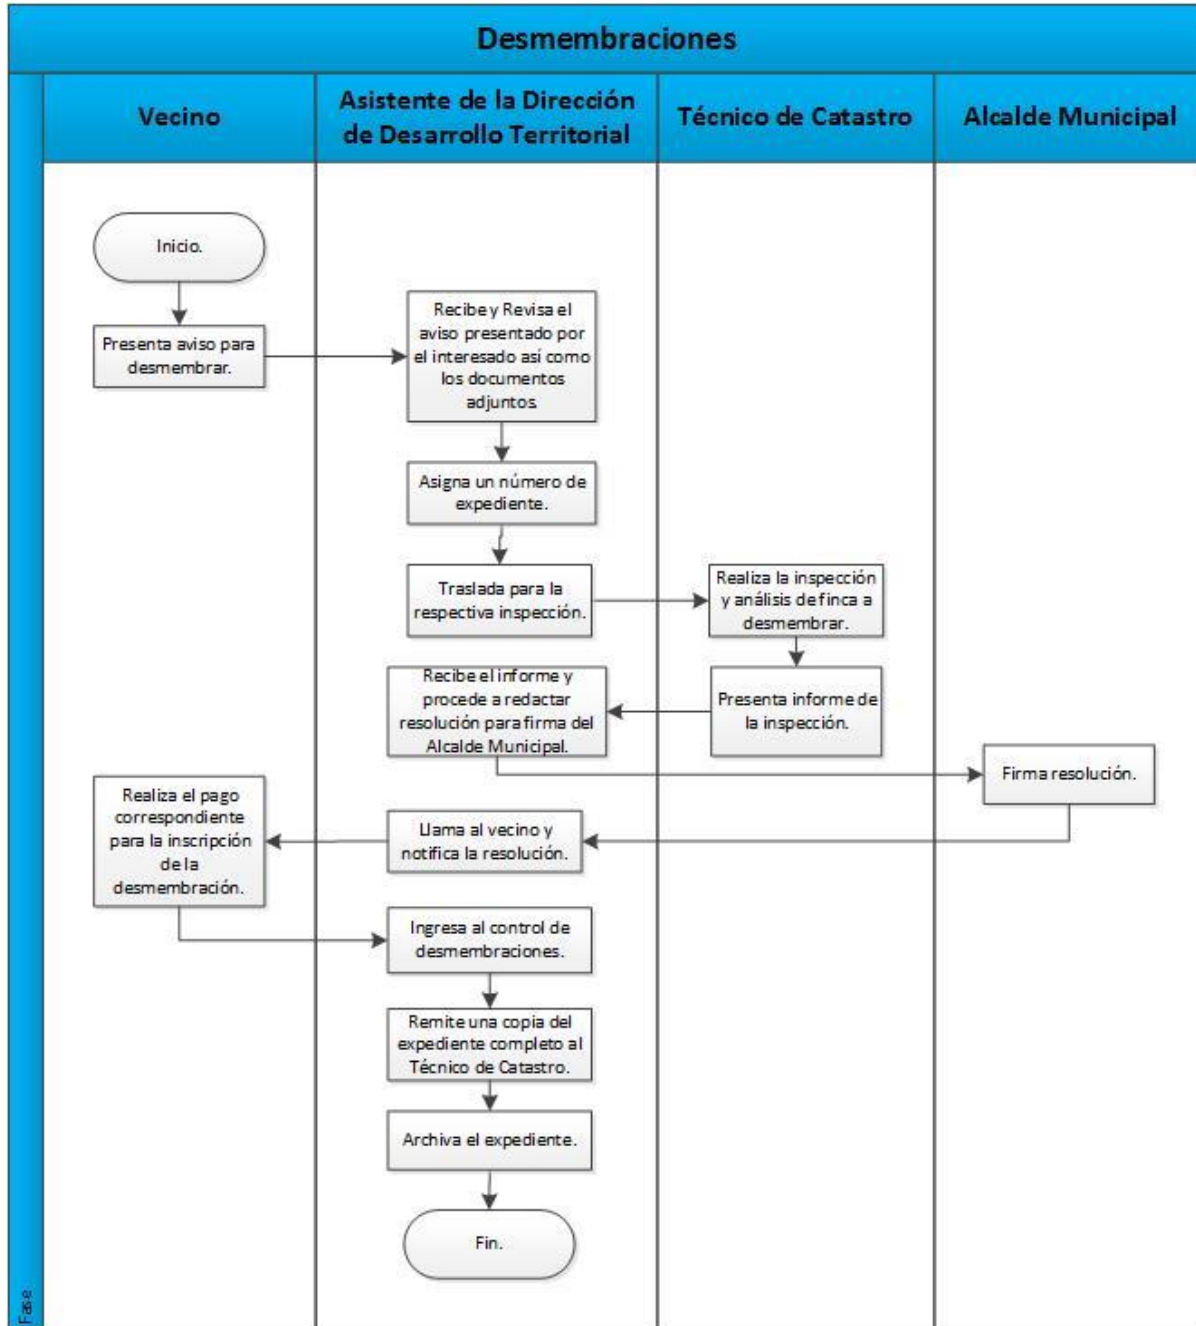 Desmembraciones
Vecino
Asistente de la Dirección
de Desarrollo Territorial
Técnico de Catastro
Alcalde Municipal
Inicio.
Presenta aviso para
desmembrar.
Recibe y Revisa el
aviso presentado por
el interesado así como
los documentos
adjuntos.
Asigna un número de
expediente.
Traslada para la
respectiva inspección.
Realiza la inspección
y análisis de finca a
desmembrar.
Presenta informe de
la inspección.
Recibe el informe y
procede a redactar
resolución para firma del
Alcalde Municipal.
Firma resolución.
Llama al vecino y
notifica la resolución.
Realiza el pago
correspondiente
para la inscripción
de la
desmembración.
Ingresa al control de
desmembraciones.
Remite una copia del
expediente completo al
Técnico de Catastro.
Archiva el expediente.
Fin.
Fase